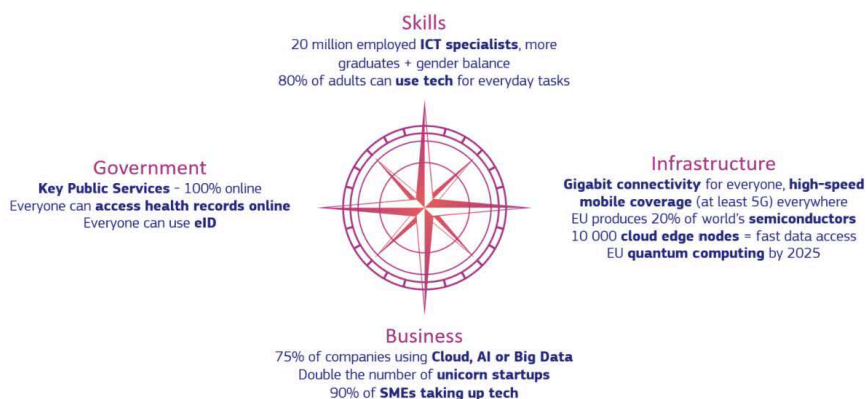 Skills
20 million employed ICT specialists, more
graduates + gender balance
80% of adults can use tech for everyday tasks
Government
Key Public Services - 100% online
Everyone can access health records online
Everyone can use eID
Infrastructure
Gigabit connectivity for everyone, high-speed
mobile coverage (at least 5G) everywhere
EU produces 20% of world's semiconductors
10 000 cloud edge nodes = fast data access
EU quantum computing by 2025
Business
75% of companies using Cloud, AI or Big Data
Double the number of unicorn startups
90% of SMEs taking up tech